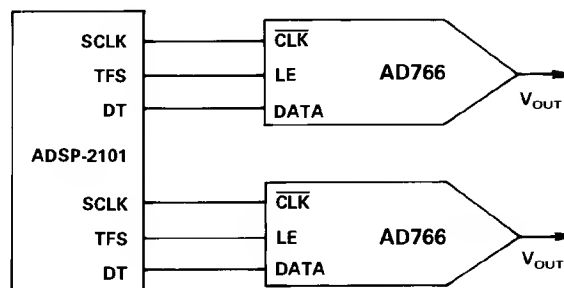 SCLK
TFS
DT
ADSP-2101
SCLK
TFS
DT
CLK
LE
DATA
AD766
VOUT
CLK
LE
DATA
AD766
VOUT